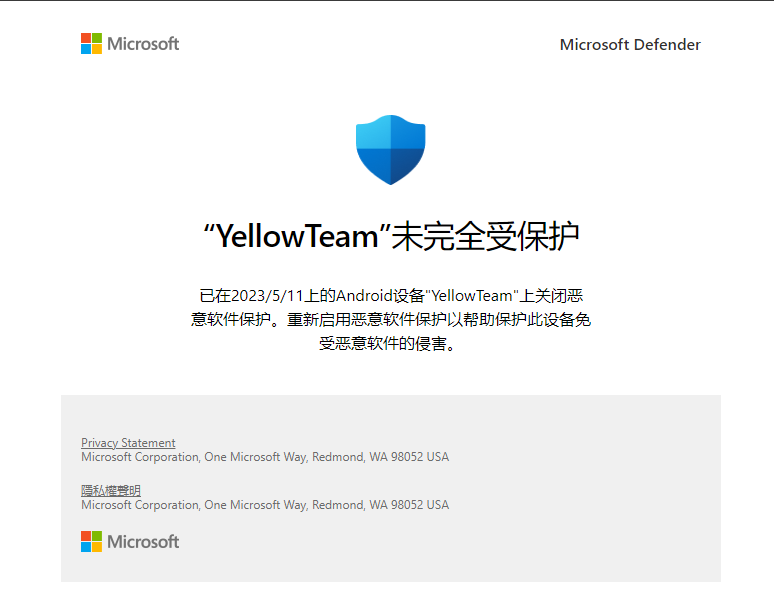 Microsoft
Microsoft Defender
“YellowTeam”未完全受保护
已在2023/5/11上的Android设备"YellowTeam"上关闭恶
意软件保护。重新启用恶意软件保护以帮助保护此设备免
受恶意软件的侵害。
Privacy Statement
Microsoft Corporation, One Microsoft Way, Redmond, WA 98052 USA
隱私權聲明
Microsoft Corporation, One Microsoft Way, Redmond, WA 98052 USA
Microsoft